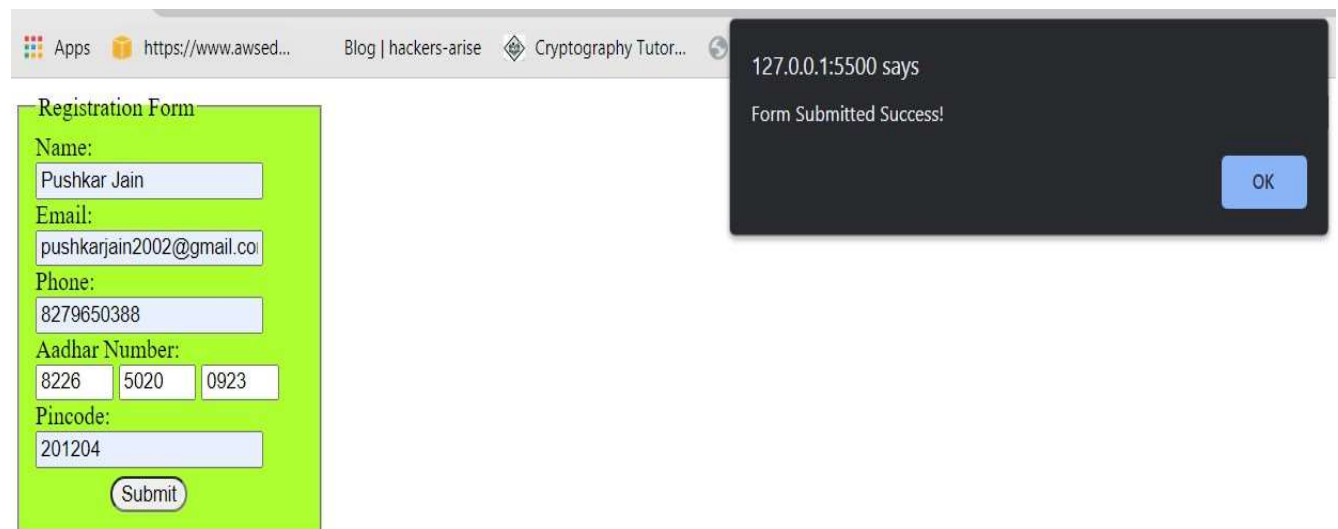 Apps https://www.awsed... Blog | hackers-arise Cryptography Tutor...
127.0.0.1:5500 says
Form Submitted Success!
OK
Registration Form
Name:
Pushkar Jain
Email:
pushkarjain2002@gmail.co
Phone:
8279650388
Aadhar Number:
8226 5020 0923
Pincode:
201204
Submit